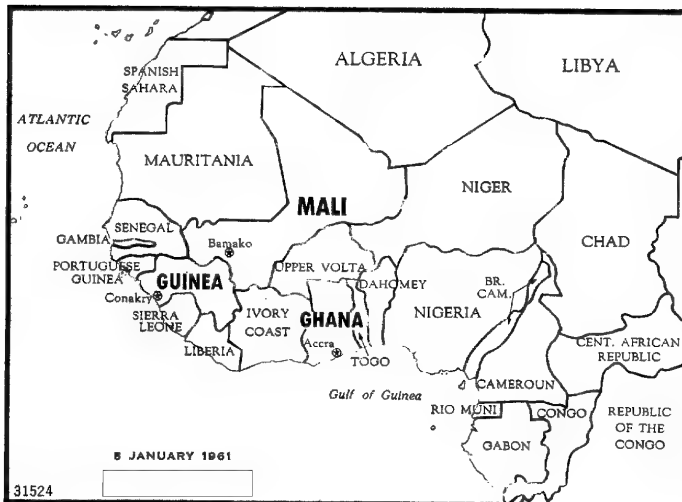 ALGERIA
LIBYA
SPANISH
SAHARA
ATLANTIC
OCEAN
MAURITANIA
NIGER
MALI
CHAD
SENEGAL
GAMBIA
Bamako
PORTUGUESE
GUINEA
GUINEA
Conakry
UPPER VOLTA
DAHOMEY
BR.
CAM.
NIGERIA
IVORY
COAST
GHANA
SIERRA
LEONE
LIBERIA
Accra
TOGO
CENT. AFRICAN
REPUBLIC
Gulf of Guinea
CAMEROUN
RIO MUNI
CONGO
REPUBLIC
OF THE
CONGO
GABON
5 JANUARY 1961
31524